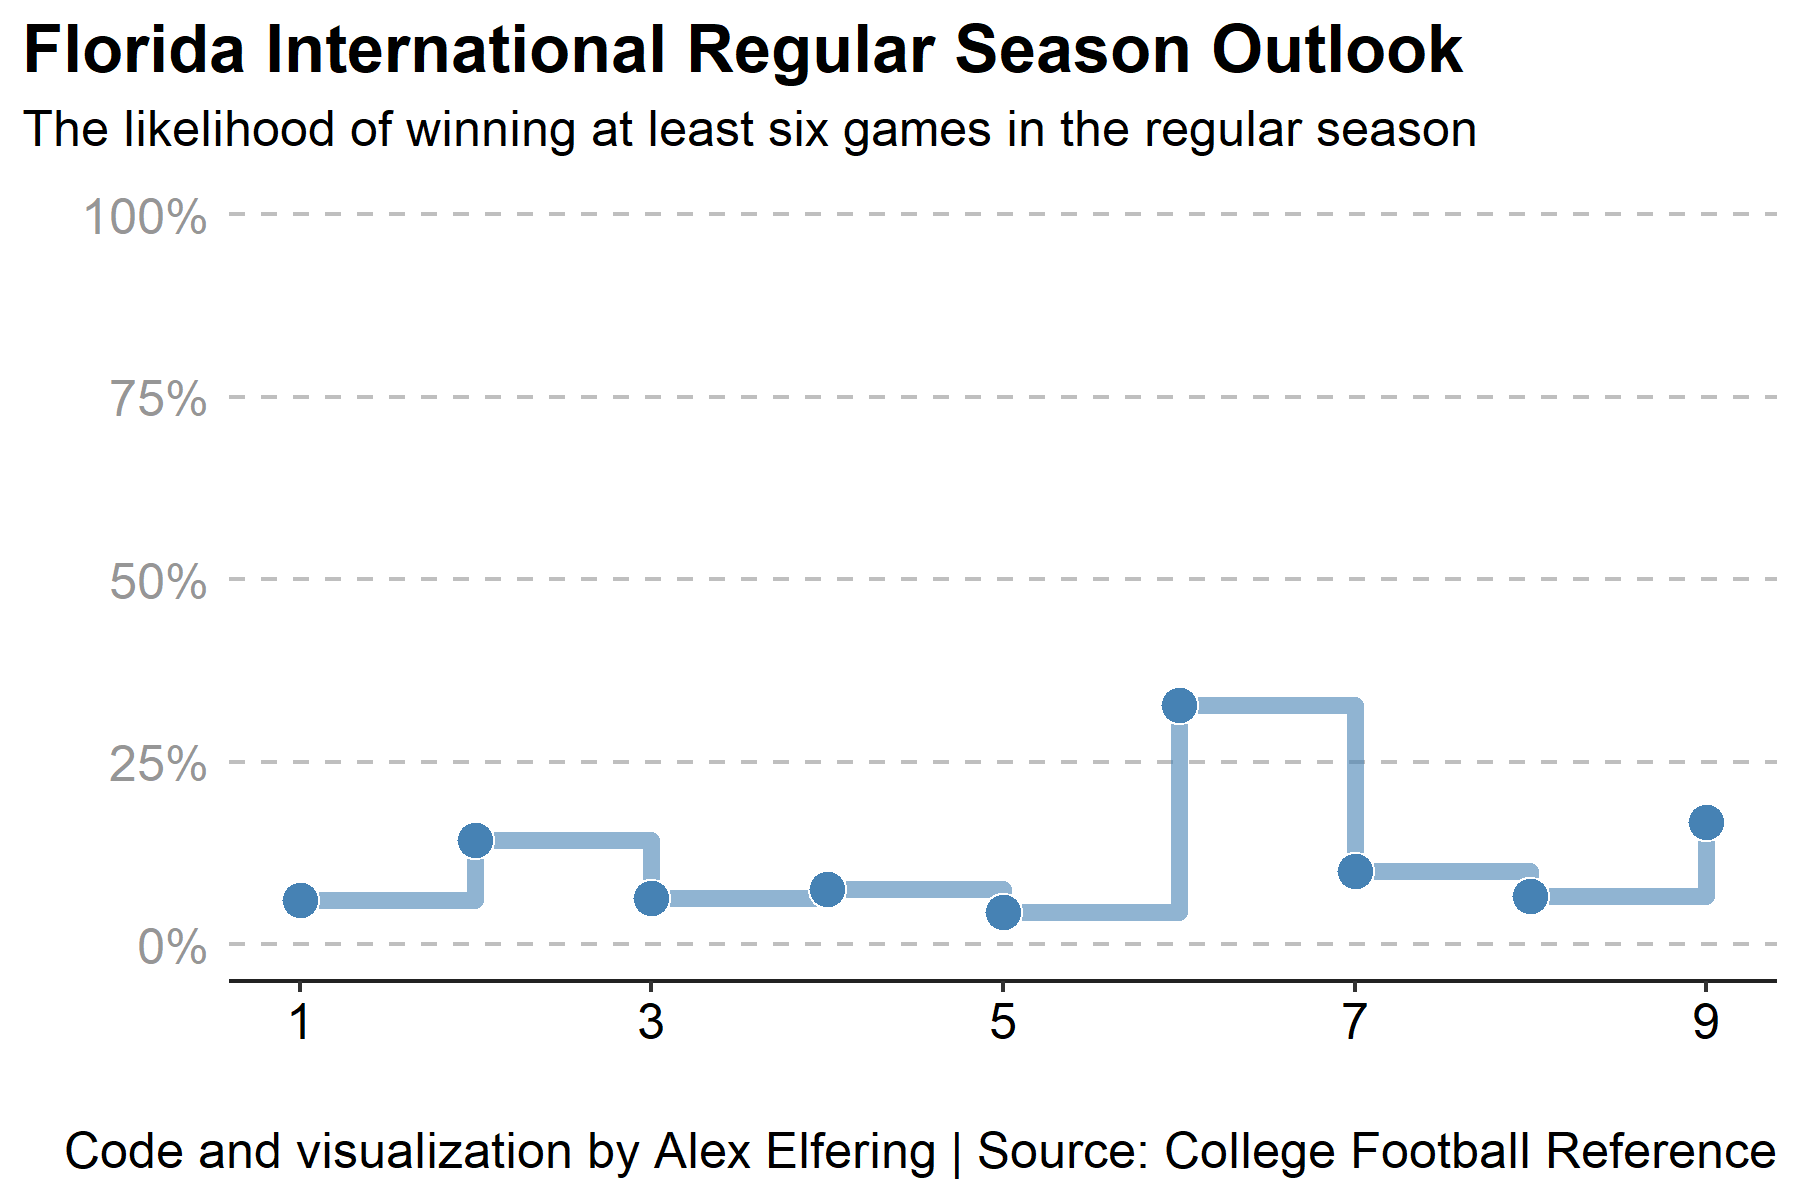 Florida International Regular Season Outlook
The likelihood of winning at least six games in the regular season
100%
75%
50%
25%
0%
1 3 5 7 9
Code and visualization by Alex Elfering | Source: College Football Reference